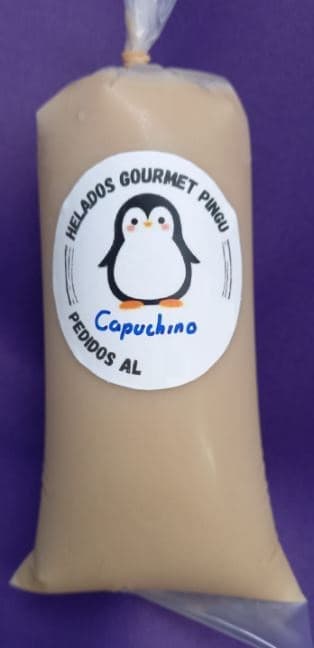 HELADOS GOURMET PINGU
Capuchino
PEDIDOS AL